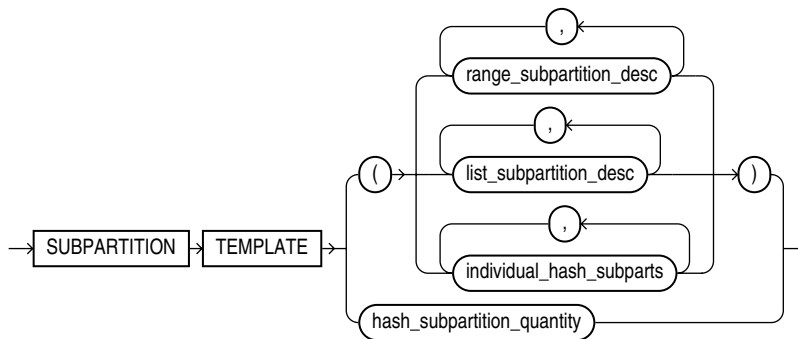 ,
range_subpartition_desc
,
( list_subpartition_desc )
SUBPARTITION TEMPLATE
,
individual_hash_subparts
hash_subpartition_quantity